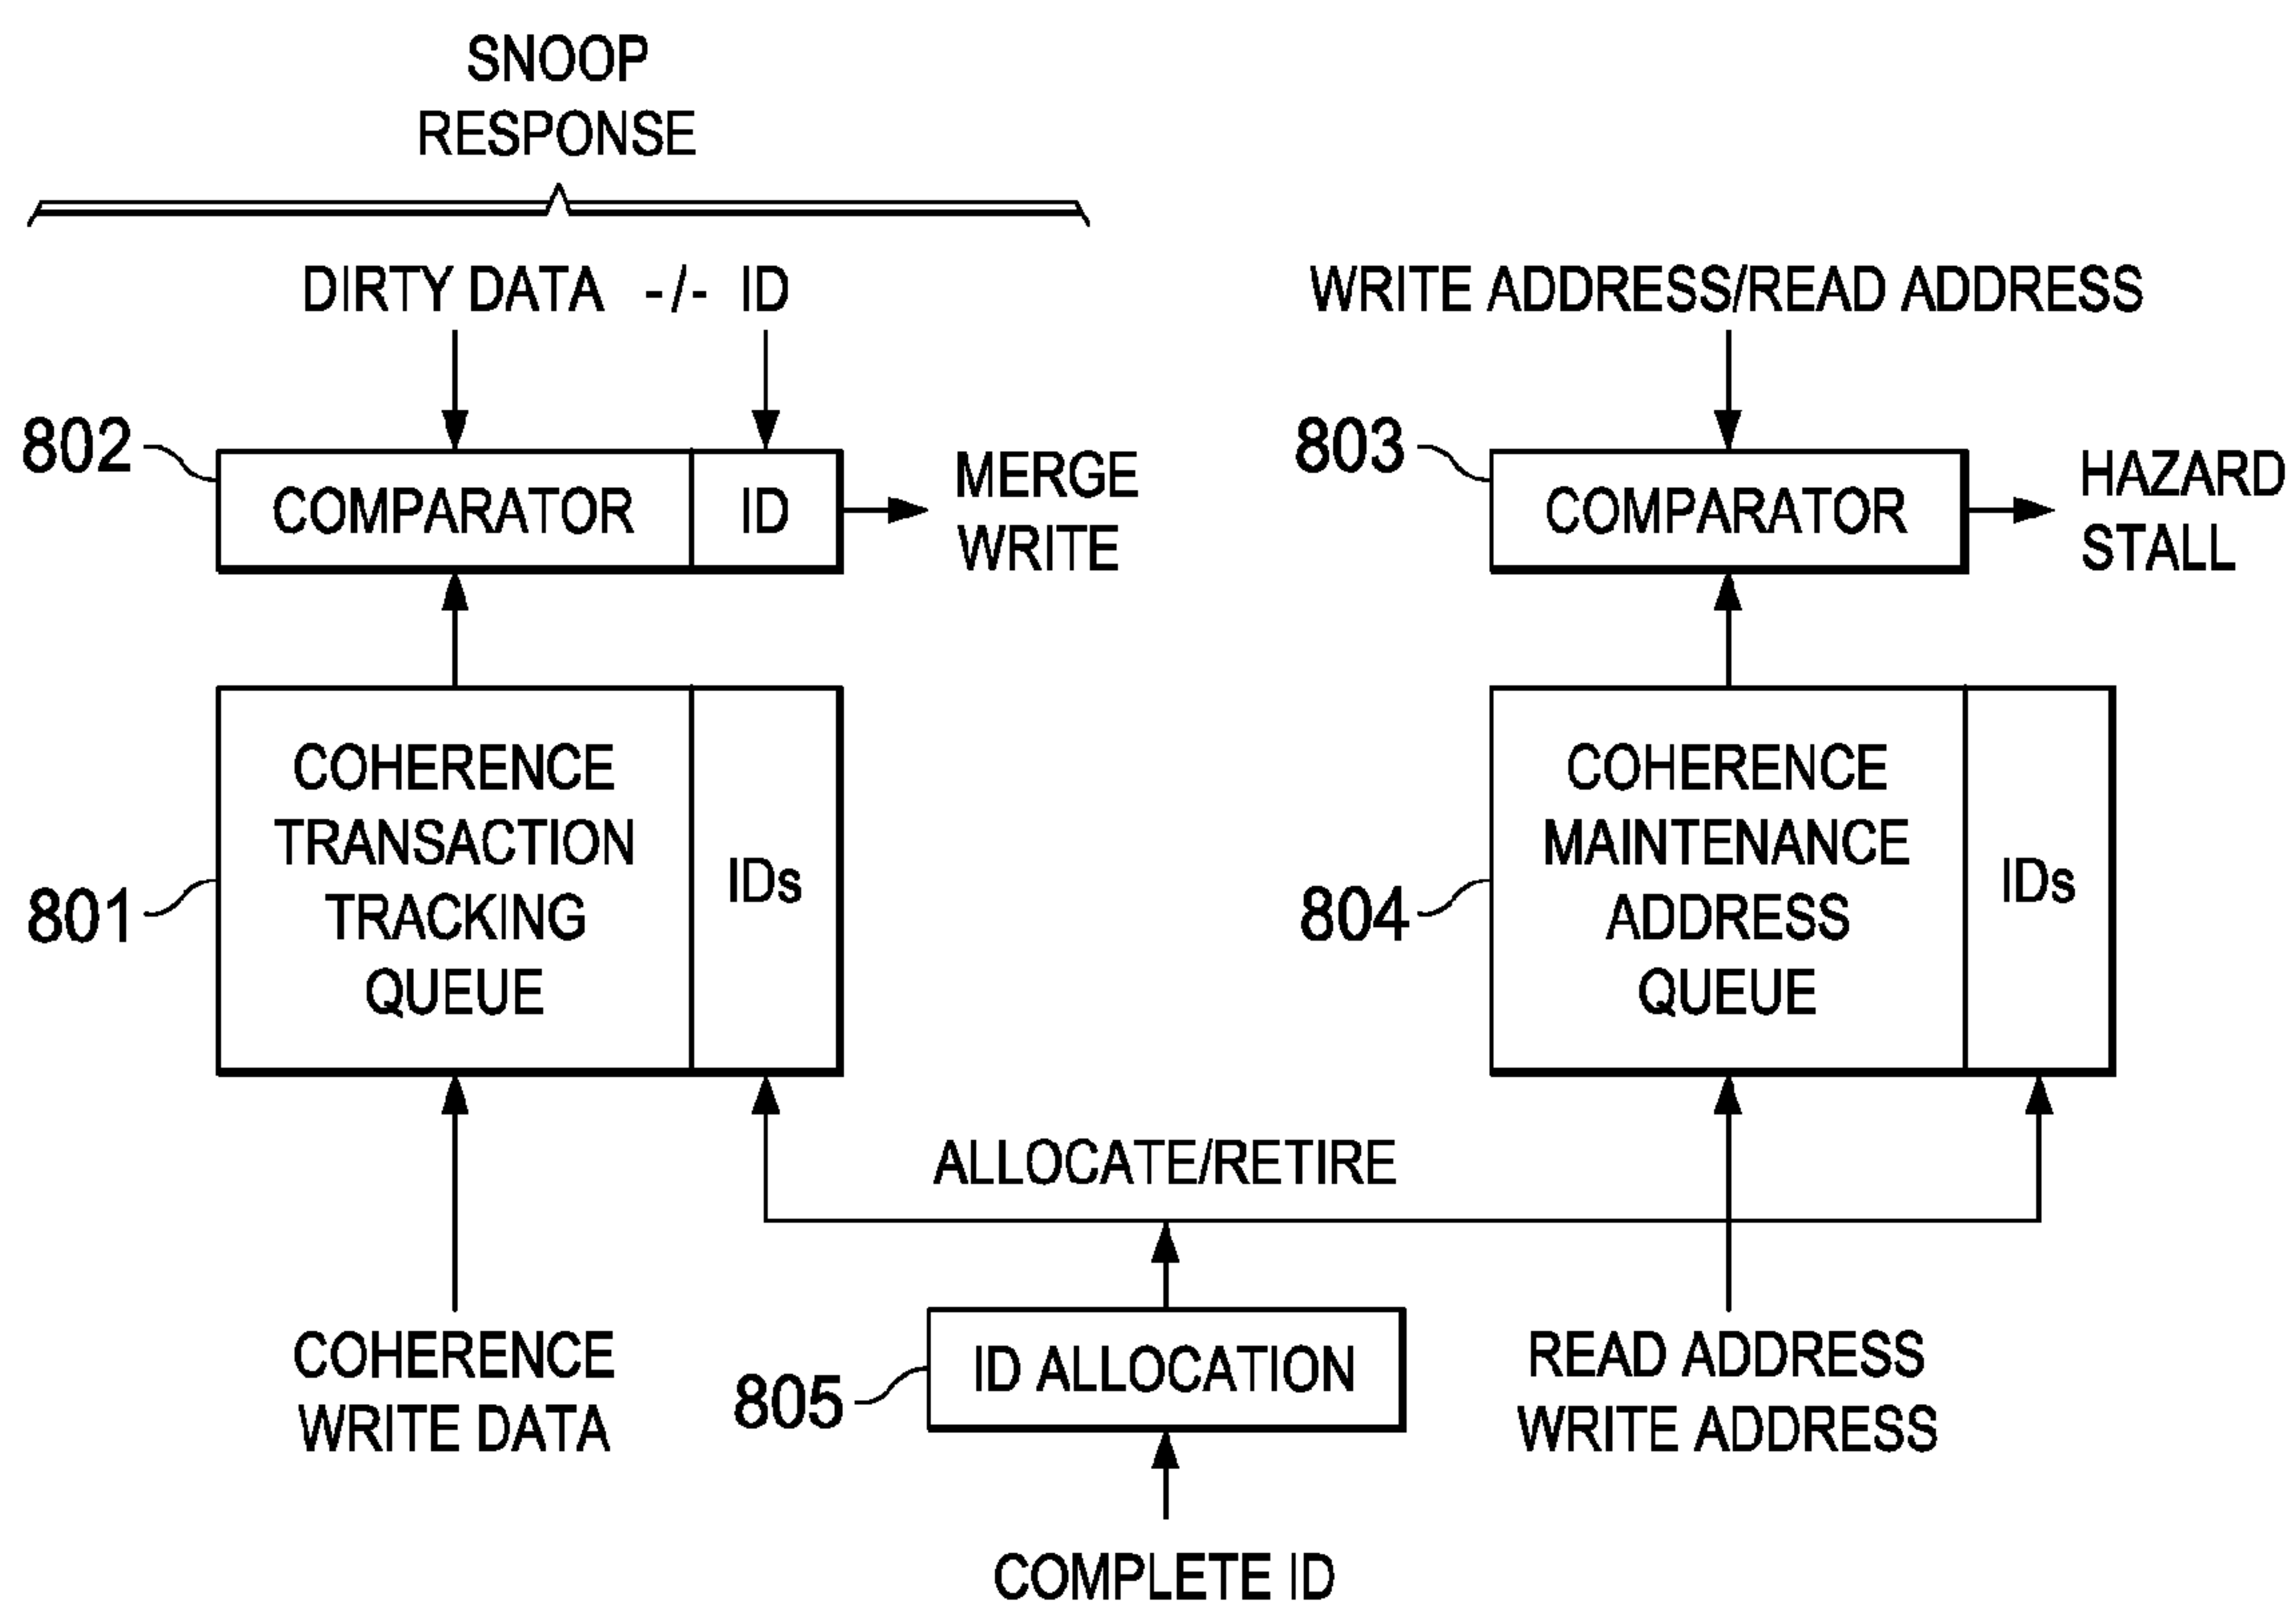 SNOOP
RESPONSE
DIRTY DATA -/- ID
WRITE ADDRESS/READ ADDRESS
802
COMPARATOR
ID
MERGE
WRITE
803
COMPARATOR
HAZARD
STALL
801
COHERENCE
TRANSACTION
TRACKING
QUEUE
IDs
804
COHERENCE
MAINTENANCE
ADDRESS
QUEUE
IDs
ALLOCATE/RETIRE
COHERENCE
WRITE DATA
805
ID ALLOCATION
READ ADDRESS
WRITE ADDRESS
COMPLETE ID